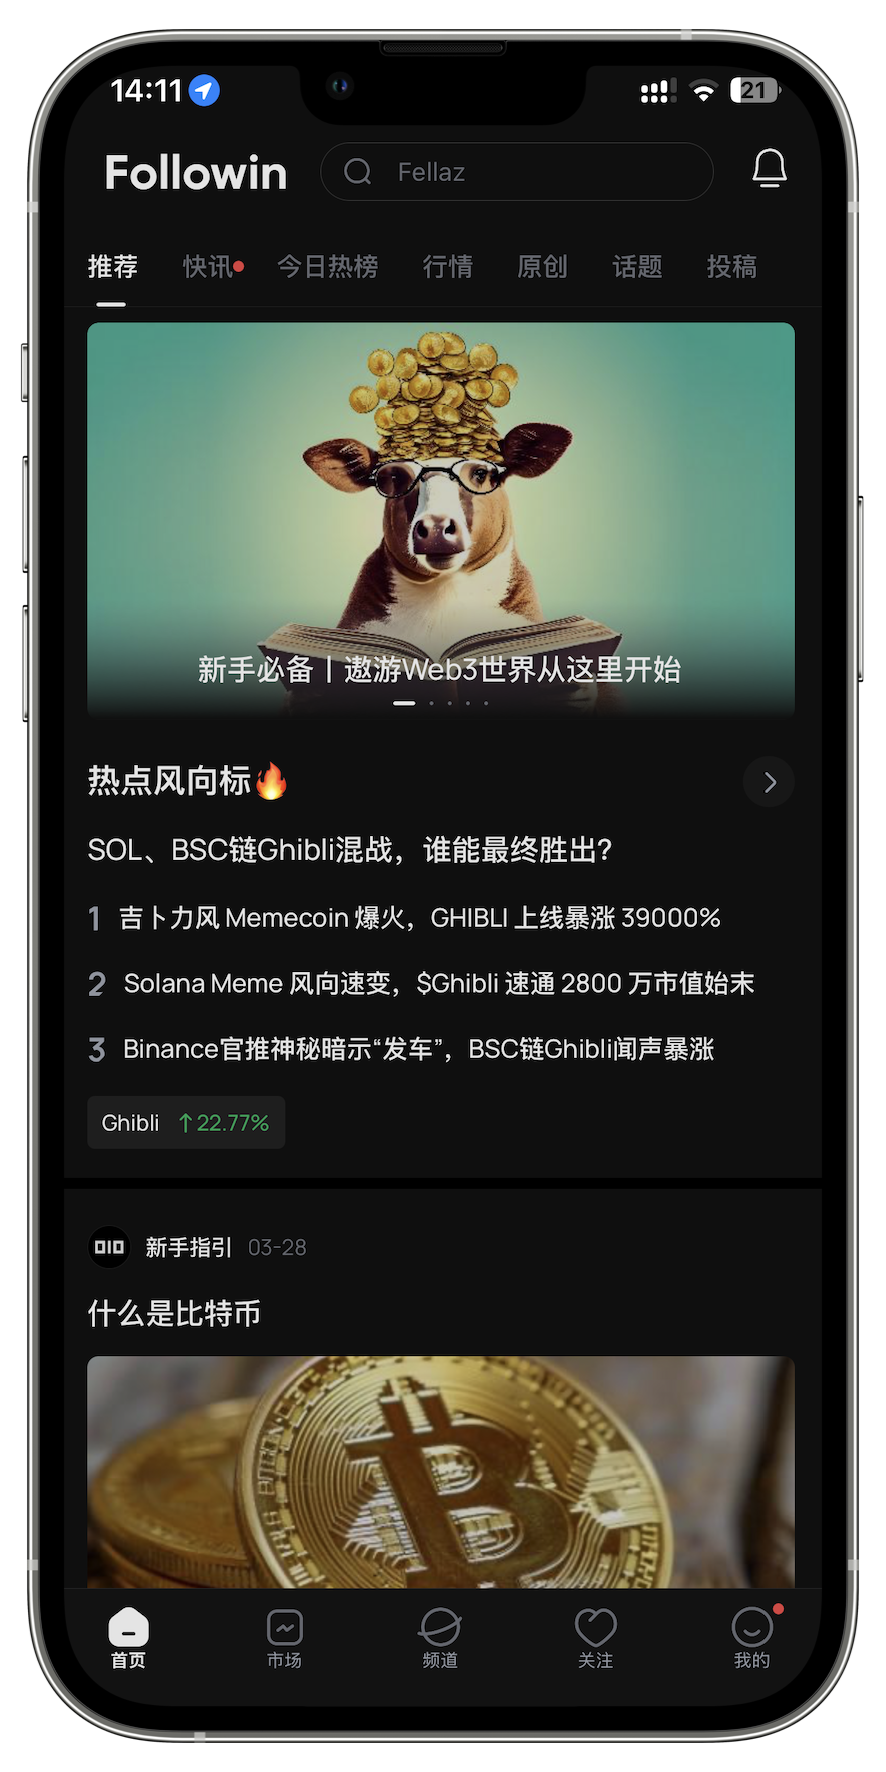 14:11
21
Followin
Fellaz
推荐 快讯 今日热榜 行情 原创 话题 投稿
新手必备丨遨游Web3世界从这里开始
热点风向标🔥
SOL、BSC链Ghibli混战，谁能最终胜出？
1 吉卜力风 Memecoin 爆火，GHIBLI 上线暴涨 39000%
2 Solana Meme 风向速变，$Ghibli 速通 2800 万市值始末
3 Binance官推神秘暗示“发车”，BSC链Ghibli闻声暴涨
Ghibli ↑22.77%
新手指引 03-28
什么是比特币
首页 市场 频道 关注 我的